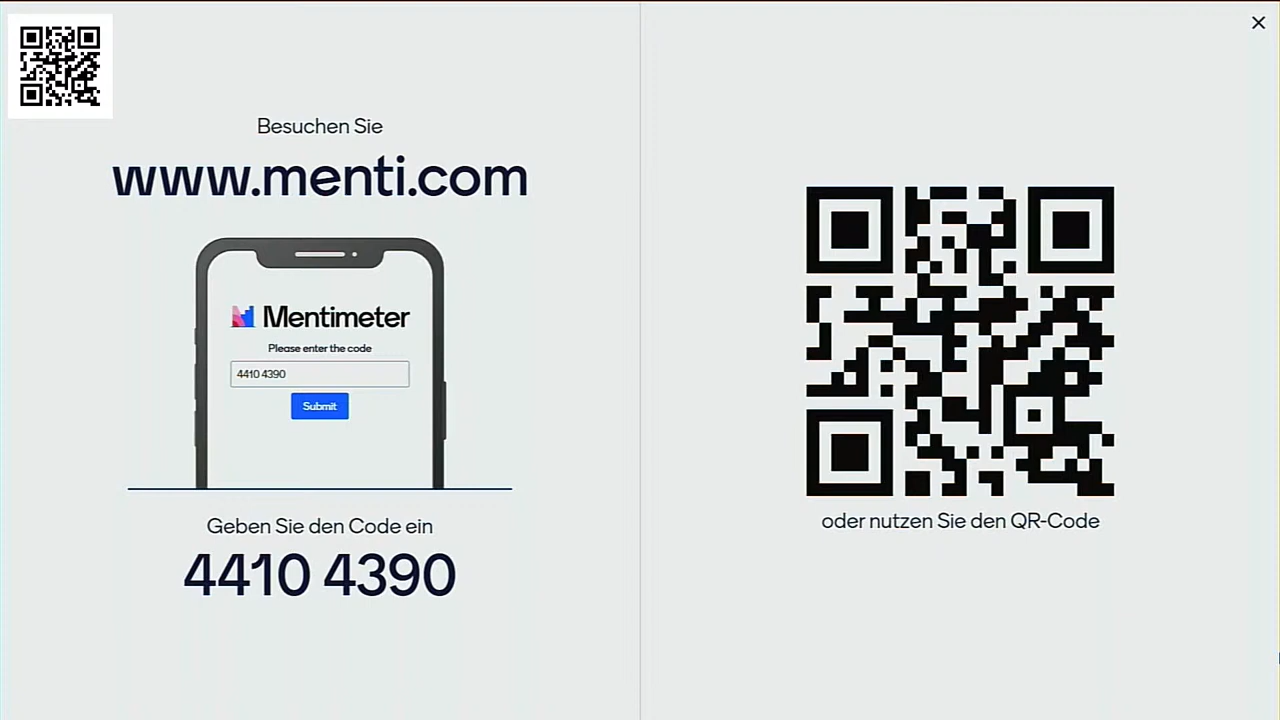 Besuchen Sie
www.menti.com
Mentimeter
Please enter the code
4410 4390
Submit
Geben Sie den Code ein
4410 4390
oder nutzen Sie den QR-Code